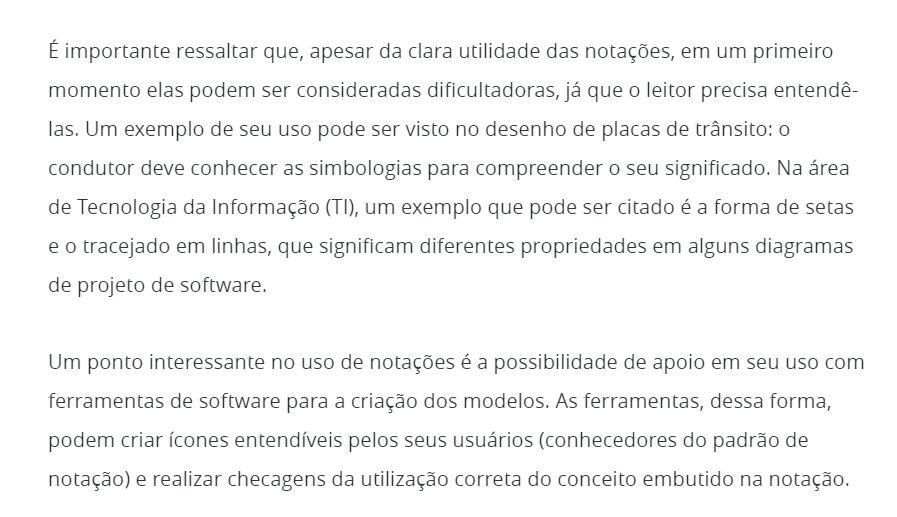 É importante ressaltar que, apesar da clara utilidade das notações, em um primeiro
momento elas podem ser consideradas dificultadoras, já que o leitor precisa entendê-
las. Um exemplo de seu uso pode ser visto no desenho de placas de trânsito: o
condutor deve conhecer as simbologias para compreender o seu significado. Na área
de Tecnologia da Informação (TI), um exemplo que pode ser citado é a forma de setas
e o tracejado em linhas, que significam diferentes propriedades em alguns diagramas
de projeto de software.
Um ponto interessante no uso de notações é a possibilidade de apoio em seu uso com
ferramentas de software para a criação dos modelos. As ferramentas, dessa forma,
podem criar ícones entendíveis pelos seus usuários (conhecedores do padrão de
notação) e realizar checagens da utilização correta do conceito embutido na notação.